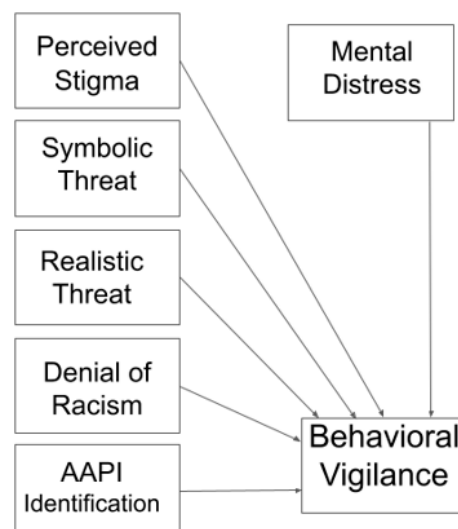 Perceived
Stigma
Mental
Distress
Symbolic
Threat
Realistic
Threat
Denial of
Racism
AAPI
Identification
Behavioral
Vigilance